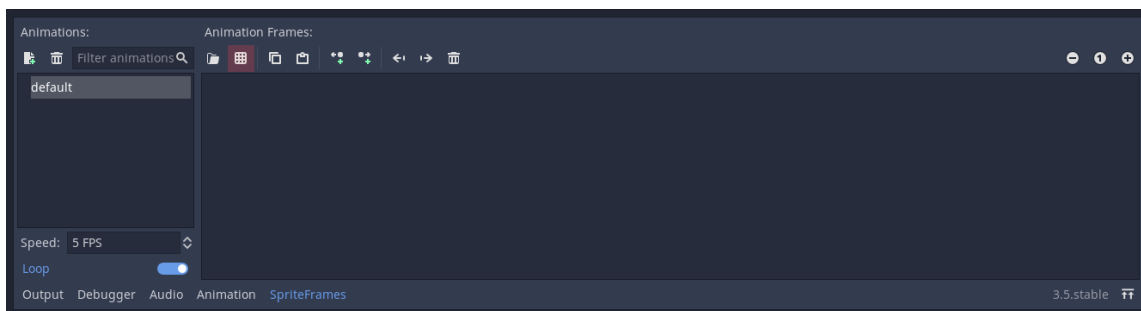 Animations: Animation Frames:
Filter animations
default
Speed: 5 FPS
Loop
Output Debugger Audio Animation SpriteFrames 3.5.stable